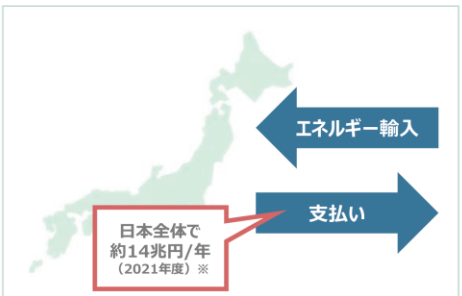 エネルギー輸入
支払い
日本全体で
約14兆円/年
（2021年度）※